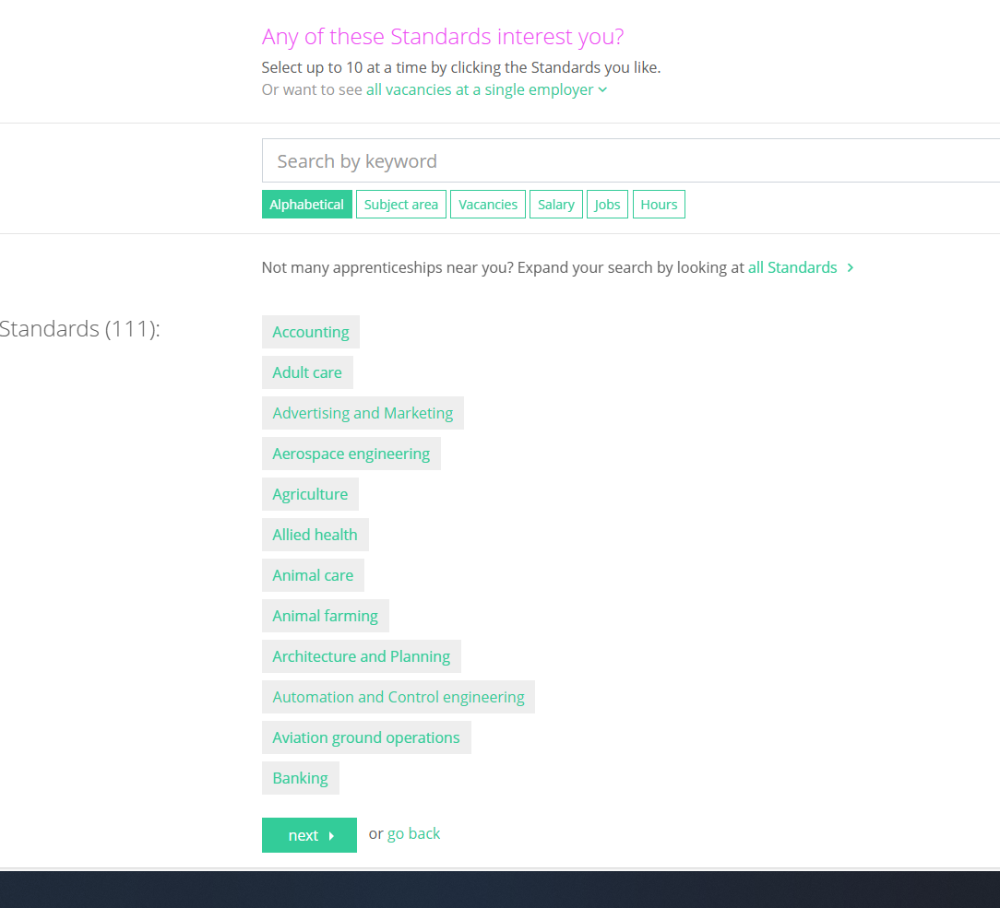 Any of these Standards interest you?
Select up to 10 at a time by clicking the Standards you like.
Or want to see all vacancies at a single employer
Search by keyword
Alphabetical Subject area Vacancies Salary Jobs Hours
Not many apprenticeships near you? Expand your search by looking at all Standards
Standards (111):
Accounting
Adult care
Advertising and Marketing
Aerospace engineering
Agriculture
Allied health
Animal care
Animal farming
Architecture and Planning
Automation and Control engineering
Aviation ground operations
Banking
next or go back